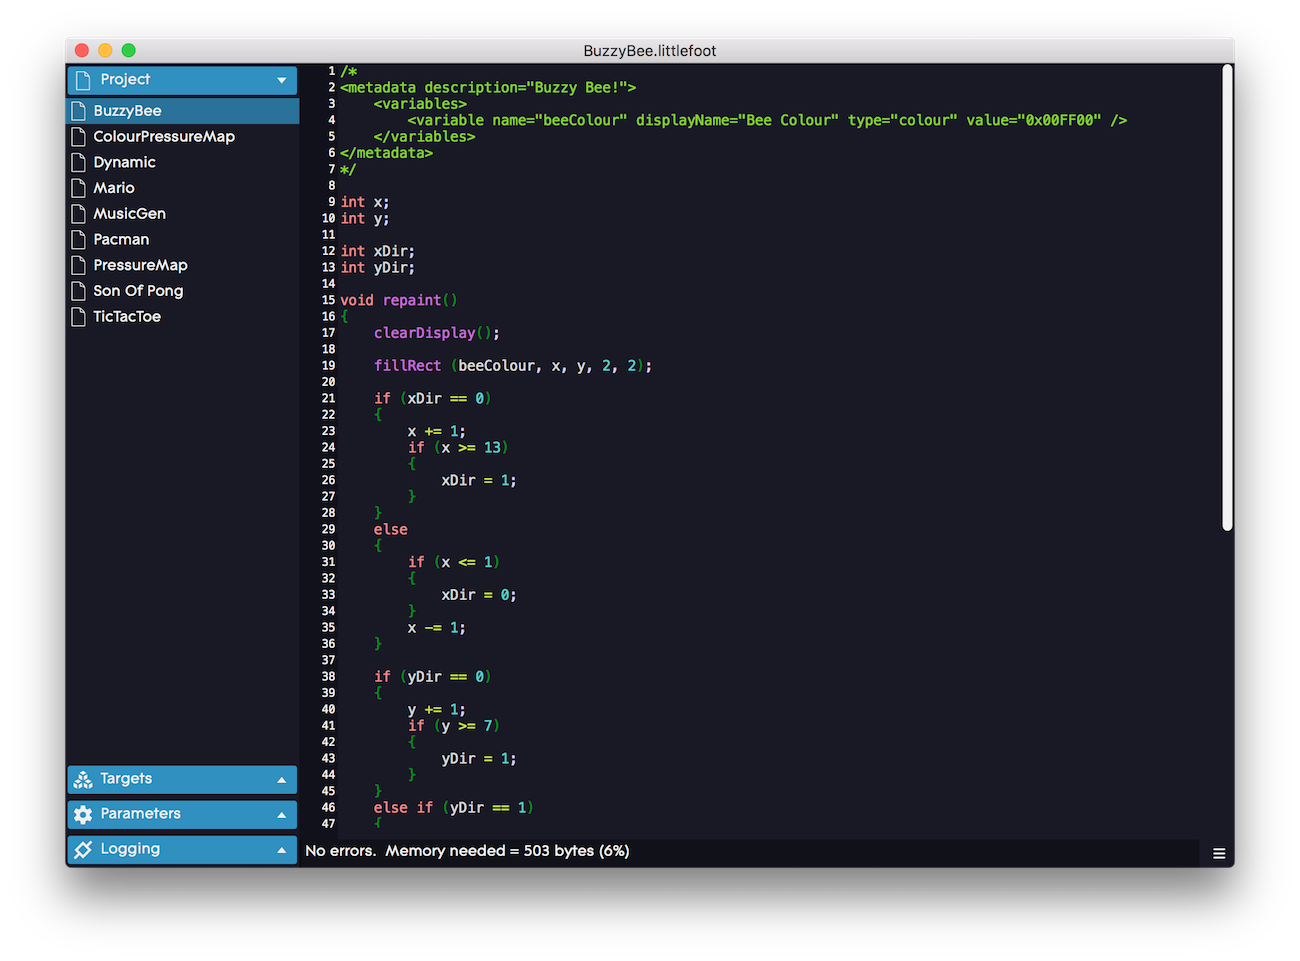 BuzzyBee.littlefoot
Project
BuzzyBee
ColourPressureMap
Dynamic
Mario
MusicGen
Pacman
PressureMap
Son Of Pong
TicTacToe
Targets
Parameters
Logging
1 /*
2 <metadata description="Buzzy Bee!">
3     <variables>
4         <variable name="beeColour" displayName="Bee Colour" type="colour" value="0x00FF00" />
5     </variables>
6 </metadata>
7 */
8
9 int x;
10 int y;
11
12 int xDir;
13 int yDir;
14
15 void repaint()
16 {
17     clearDisplay();
18
19     fillRect (beeColour, x, y, 2, 2);
20
21     if (xDir == 0)
22     {
23         x += 1;
24         if (x >= 13)
25         {
26             xDir = 1;
27         }
28     }
29     else
30     {
31         if (x <= 1)
32         {
33             xDir = 0;
34         }
35         x -= 1;
36     }
37
38     if (yDir == 0)
39     {
40         y += 1;
41         if (y >= 7)
42         {
43             yDir = 1;
44         }
45     }
46     else if (yDir == 1)
47     {
No errors.  Memory needed = 503 bytes (6%)